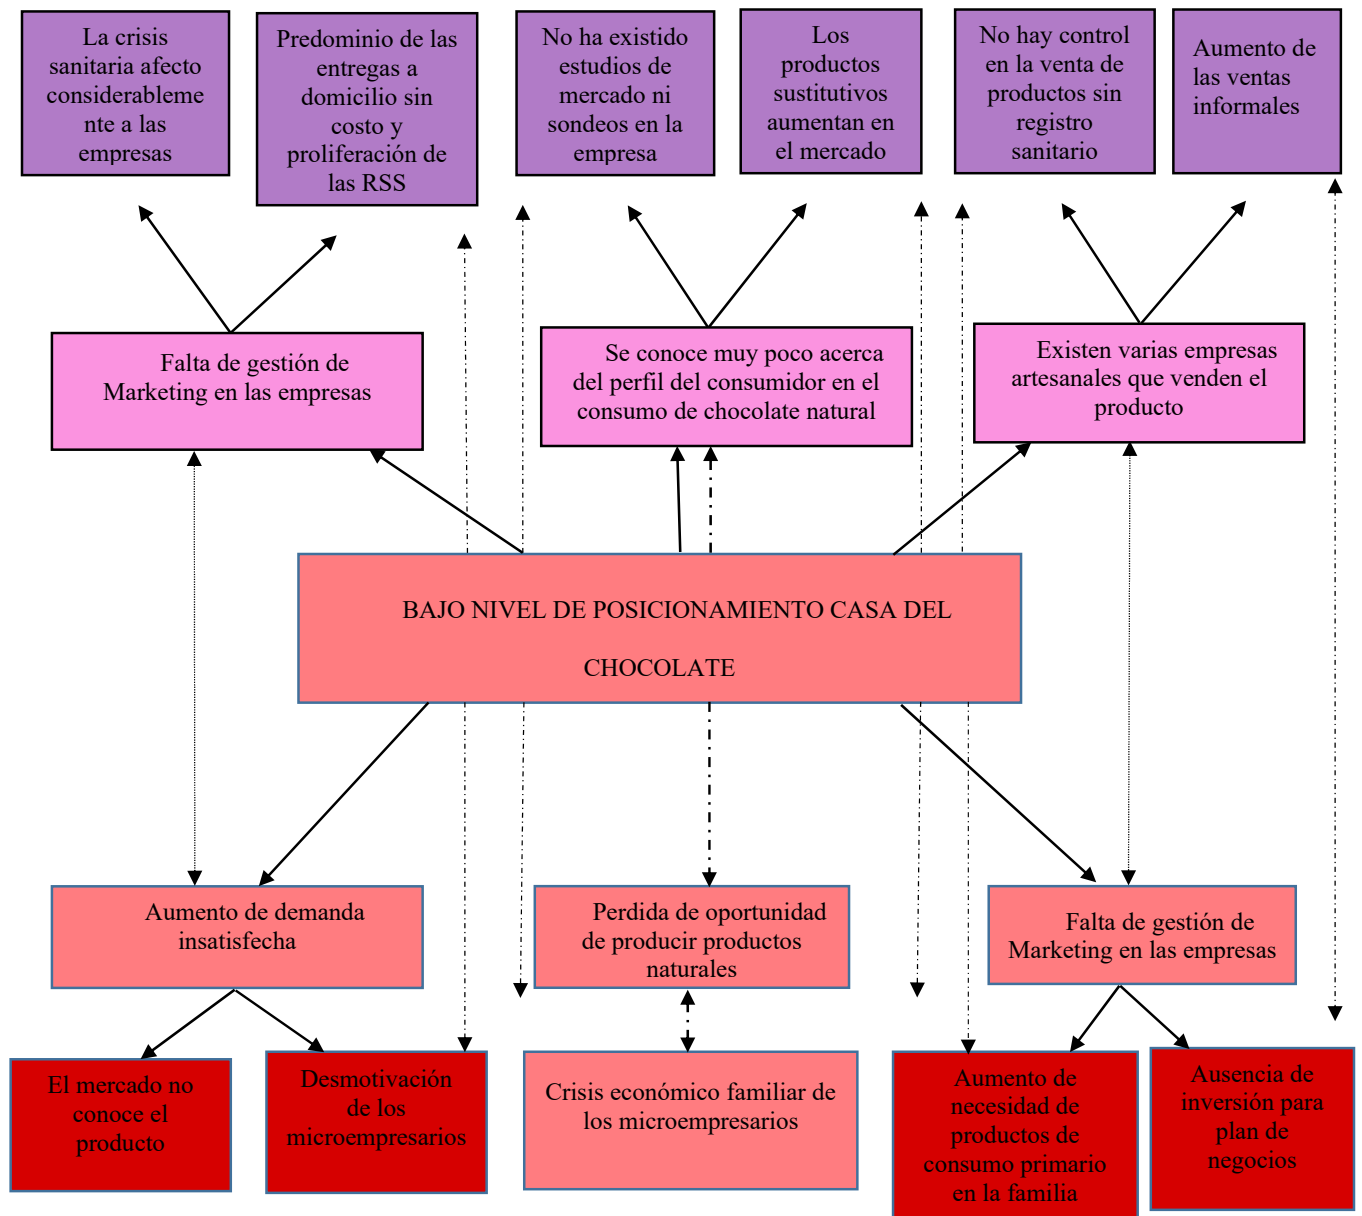 La crisis
sanitaria afecto
considerableme
nte a las
empresas
Predominio de las
entregas a
domicilio sin
costo y
proliferación de
las RSS
No ha existido
estudios de
mercado ni
sondeos en la
empresa
Los
productos
sustitutivos
aumentan en
el mercado
No hay control
en la venta de
productos sin
registro
sanitario
Aumento de
las ventas
informales
Falta de gestión de
Marketing en las empresas
Se conoce muy poco acerca
del perfil del consumidor en el
consumo de chocolate natural
Existen varias empresas
artesanales que venden el
producto
BAJO NIVEL DE POSICIONAMIENTO CASA DEL
CHOCOLATE
Aumento de demanda
insatisfecha
Perdida de oportunidad
de producir productos
naturales
Falta de gestión de
Marketing en las empresas
El mercado no
conoce el
producto
Desmotivación
de los
microempresarios
Crisis económico familiar de
los microempresarios
Aumento de
necesidad de
productos de
consumo primario
en la familia
Ausencia de
inversión para
plan de
negocios